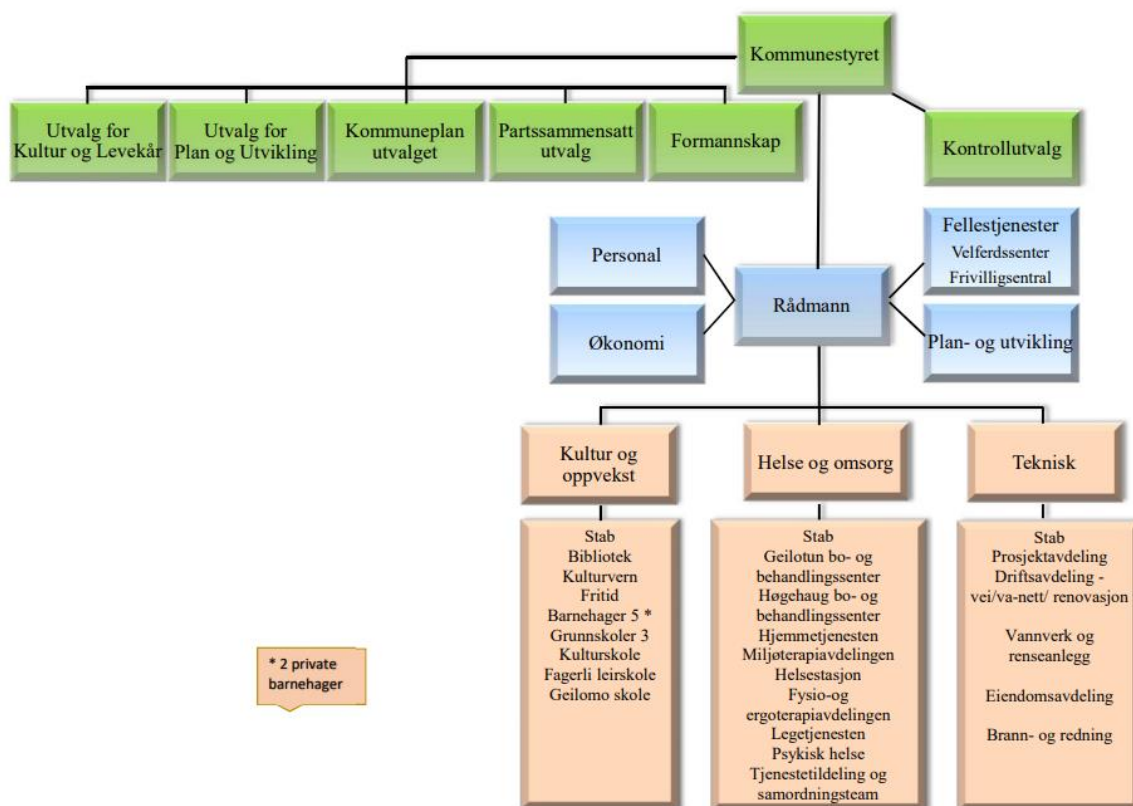 Kommunestyret
Utvalg for
Kultur og Levekår
Utvalg for
Plan og Utvikling
Kommuneplan
utvalget
Partssammensatt
utvalg
Formannskap
Kontrollutvalg
Personal
Økonomi
Rådmann
Fellestjenester
Velferdssenter
Frivilligsentral
Plan- og utvikling
Kultur og
oppvekst
Helse og omsorg
Teknisk
Stab
Bibliotek
Kulturvern
Fritid
Barnehager 5 *
Grunnskoler 3
Kulturskole
Fagerli leirskole
Geilomo skole
Stab
Geilotun bo- og
behandlingssenter
Høgehaug bo- og
behandlingssenter
Hjemmetjenesten
Miljøterapiavdelingen
Helsestasjon
Fysio-og
ergoterapiavdelingen
Legetjenesten
Psykisk helse
Tjenestetildeling og
samordningsteam
Stab
Prosjektavdeling
Driftsavdeling -
vei/va-nett/ renovasjon
Vannverk og
renseanlegg
Eiendomsavdeling
Brann- og redning
* 2 private
barnehager